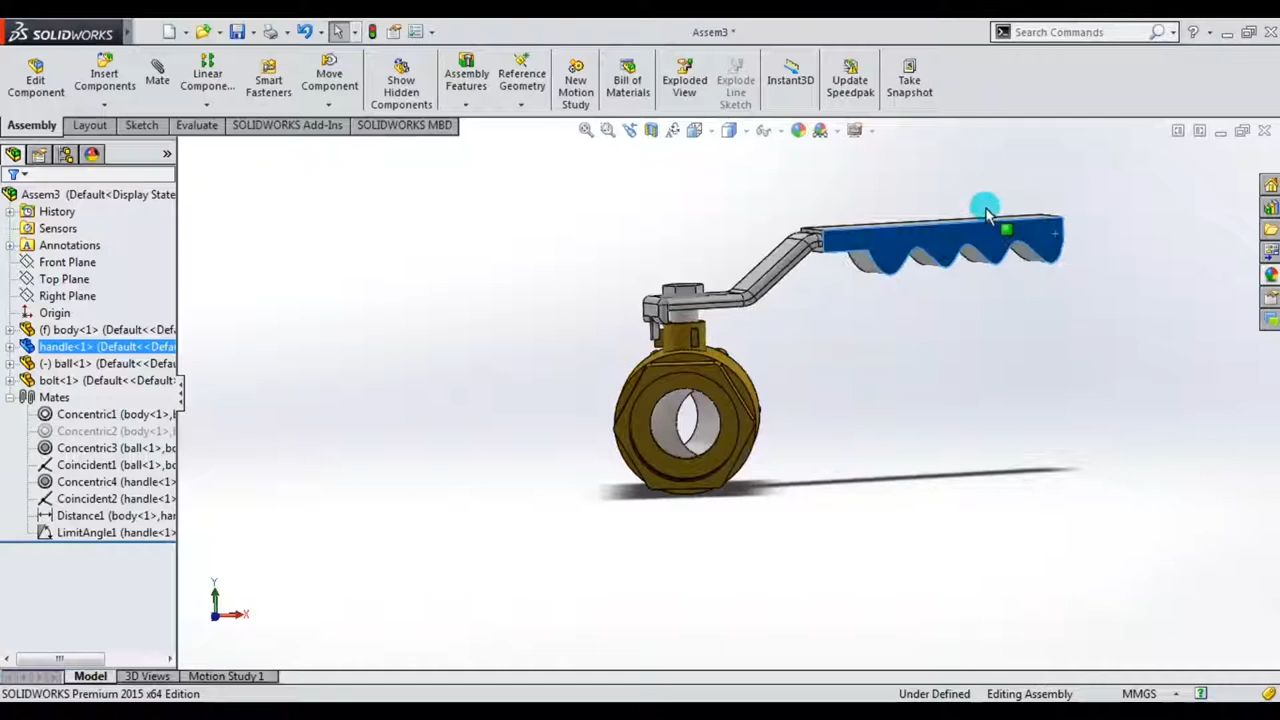 SOLIDWORKS
Assem3 *
Search Commands
Edit Component
Insert Components
Mate
Linear Compone...
Smart Fasteners
Move Component
Show Hidden Components
Assembly Features
Reference Geometry
New Motion Study
Bill of Materials
Exploded View
Explode Line Sketch
Instant3D
Update Speedpak
Take Snapshot
Assembly
Layout
Sketch
Evaluate
SOLIDWORKS Add-Ins
SOLIDWORKS MBD
Assem3 (Default<Display State
History
Sensors
Annotations
Front Plane
Top Plane
Right Plane
Origin
(f) body<1> (Default<<Defa
handle<1> (Default<<Defau
(-) ball<1> (Default<<Defau
bolt<1> (Default<<Default
Mates
Concentric1 (body<1>,b
Concentric2 (body<1>,b
Concentric3 (ball<1>,bo
Coincident1 (ball<1>,bo
Concentric4 (handle<1>
Coincident2 (handle<1>
Distance1 (body<1>,han
LimitAngle1 (handle<1>
Y
X
Model
3D Views
Motion Study 1
SOLIDWORKS Premium 2015 x64 Edition
Under Defined
Editing Assembly
MMGS